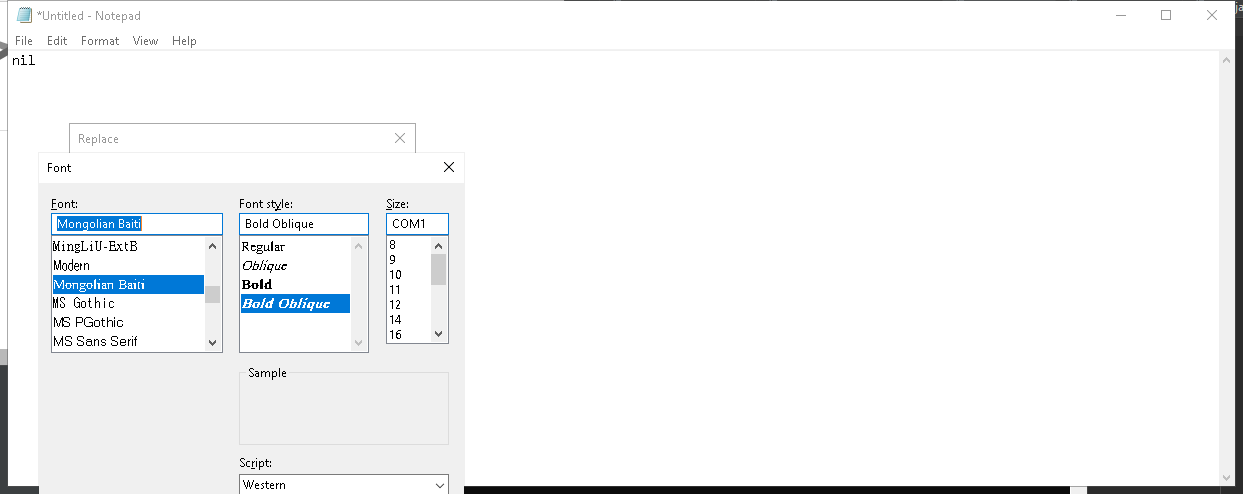 *Untitled - Notepad
File Edit Format View Help
nil
Replace
Font
Font: Font style: Size:
Mongolian Baiti Bold Oblique COM1
MingLiU-ExtB Regular 8
Modern Oblique 9
Mongolian Baiti Bold 10
MS Gothic Bold Oblique 11
MS PGothic 12
MS Sans Serif 14
16
Sample
Script:
Western